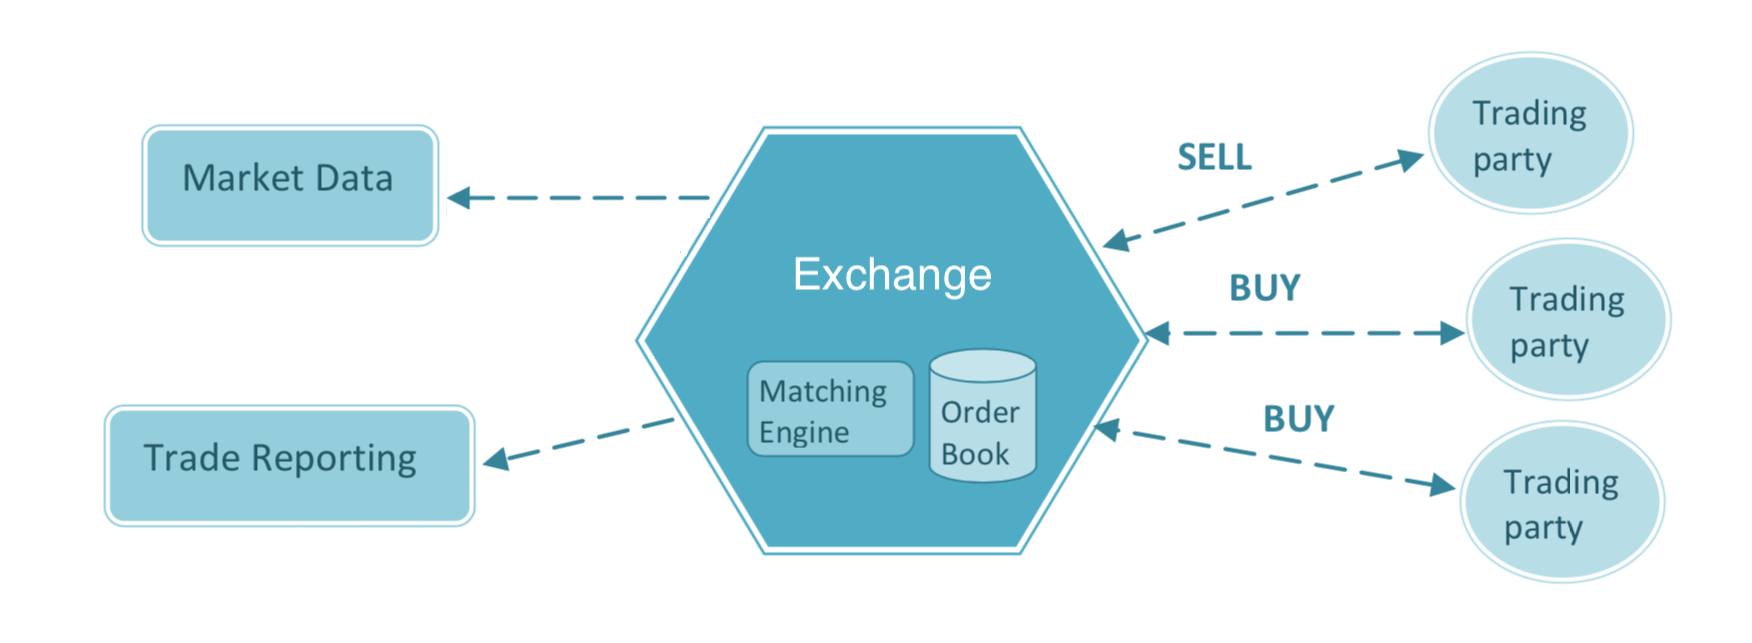 Market Data
Trade Reporting
Exchange
Matching
Engine
Order
Book
SELL
BUY
BUY
Trading
party
Trading
party
Trading
party